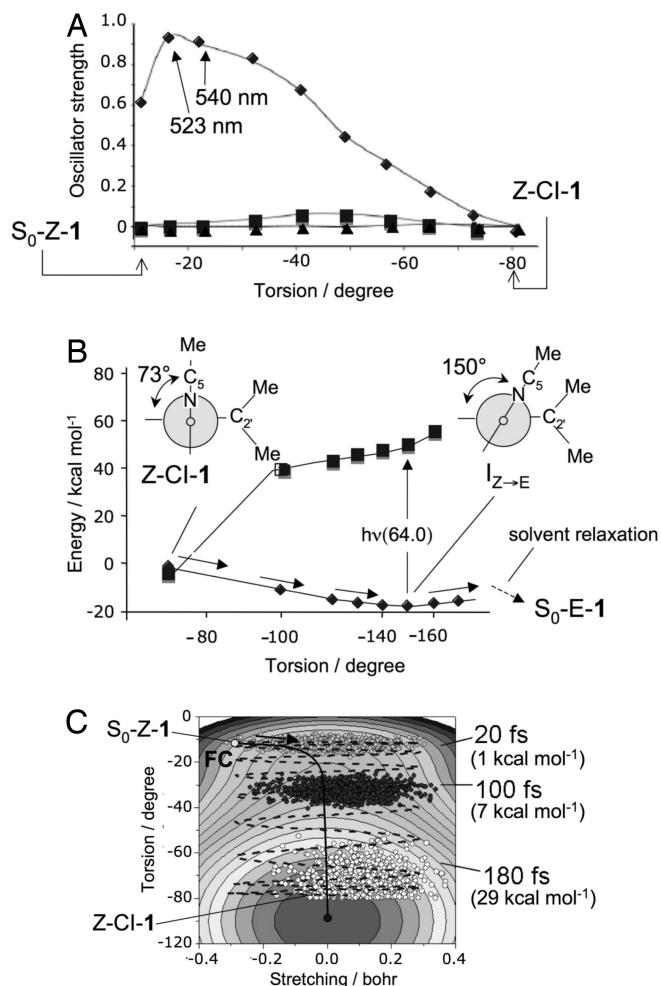 A
Oscillator strength
1.0
0.8
0.6
0.4
0.2
0
540 nm
523 nm
S₀-Z-1
Z-CI-1
-20
-40
-60
-80
Torsion / degree
B
Energy / kcal mol⁻¹
80
60
40
20
0
-20
Me
73°
C₅
N
Me
C₂'
Me
Z-CI-1
150°
Me
C₅
N
Me
C₂'
Me
I Z→E
hν(64.0)
solvent relaxation
S₀-E-1
-80
-100
-140
-160
Torsion / degree
C
S₀-Z-1
FC
Torsion / degree
0
-20
-40
-60
-80
-120
20 fs
(1 kcal mol⁻¹)
100 fs
(7 kcal mol⁻¹)
180 fs
(29 kcal mol⁻¹)
Z-CI-1
-0.4
-0.2
0.0
0.2
0.4
Stretching / bohr